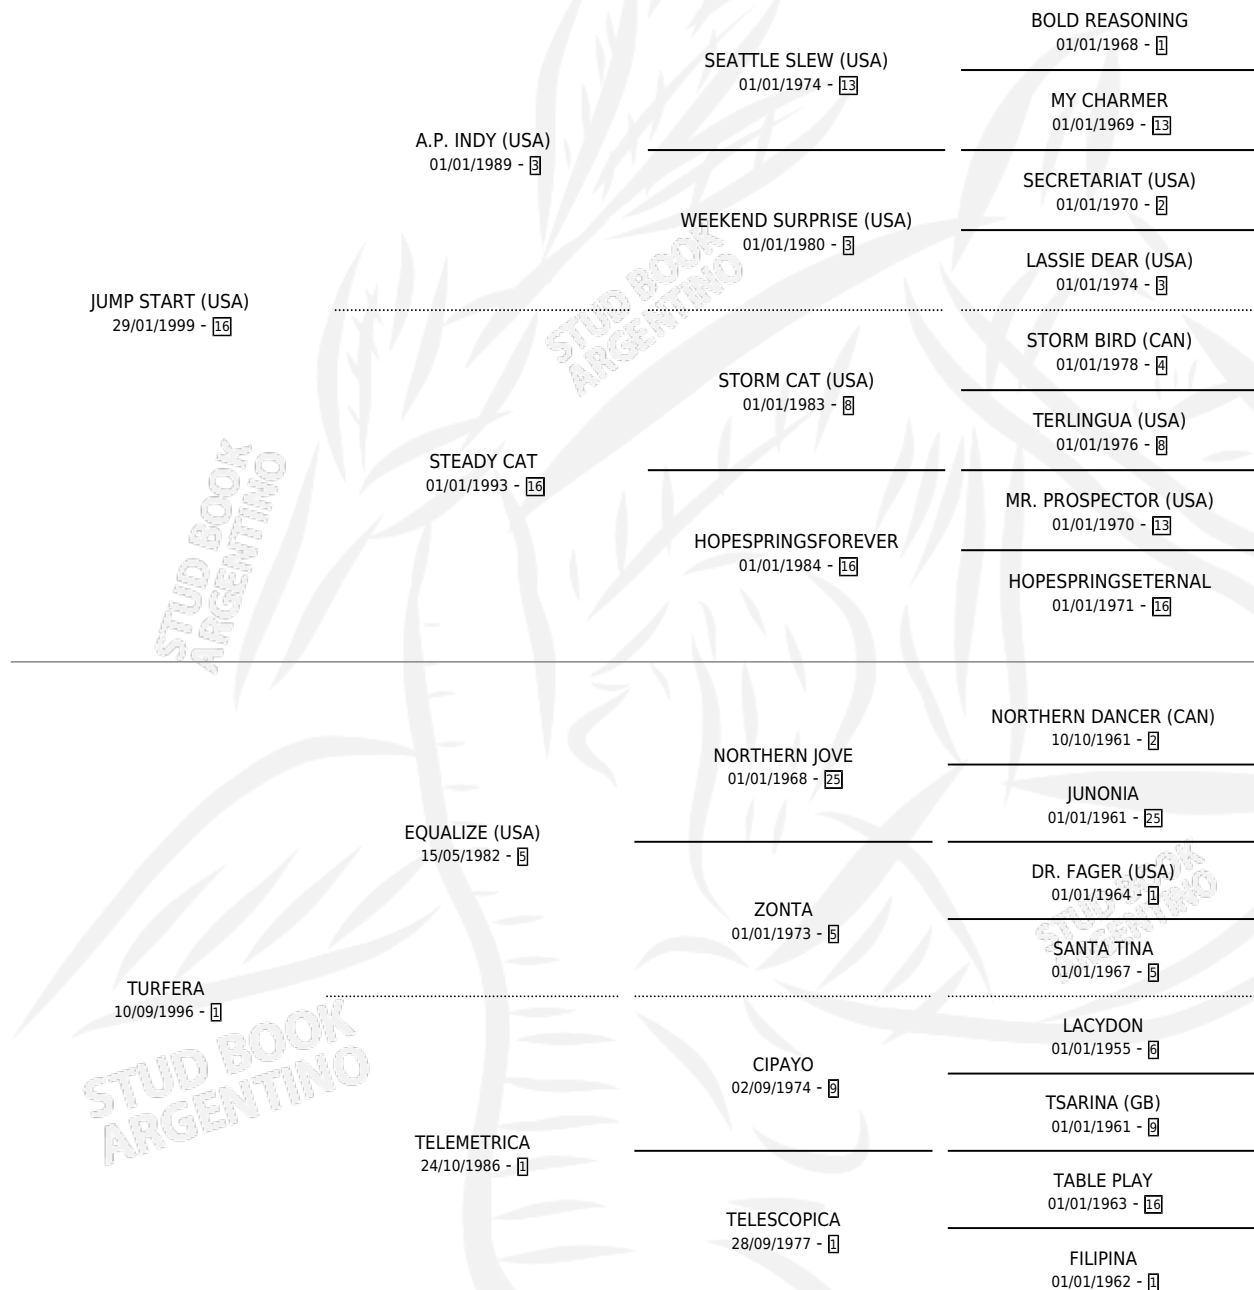 BOLD REASONING
01/01/1968 - 1
SEATTLE SLEW (USA)
01/01/1974 - 13
MY CHARMER
01/01/1969 - 13
A.P. INDY (USA)
01/01/1989 - 3
SECRETARIAT (USA)
01/01/1970 - 2
WEEKEND SURPRISE (USA)
01/01/1980 - 3
LASSIE DEAR (USA)
01/01/1974 - 3
JUMP START (USA)
29/01/1999 - 16
STUD BOOK
ARGENTINO
STORM BIRD (CAN)
01/01/1978 - 4
STORM CAT (USA)
01/01/1983 - 8
TERLINGUA (USA)
01/01/1976 - 8
STEADY CAT
01/01/1993 - 16
MR. PROSPECTOR (USA)
01/01/1970 - 13
HOPESPRINGSFOREVER
01/01/1984 - 16
HOPESPRINGSETERNAL
01/01/1971 - 16
STUD BOOK
ARGENTINO
NORTHERN DANCER (CAN)
10/10/1961 - 2
NORTHERN JOVE
01/01/1968 - 25
JUNONIA
01/01/1961 - 25
EQUALIZE (USA)
15/05/1982 - 5
DR. FAGER (USA)
01/01/1964 - 1
ZONTA
01/01/1973 - 5
STUD BOOK
ARGENTINO
SANTA TINA
01/01/1967 - 5
TURFERA
10/09/1996 - 1
LACYDON
01/01/1955 - 6
CIPAYO
02/09/1974 - 9
TSARINA (GB)
01/01/1961 - 9
STUD BOOK
ARGENTINO
TELEMETRICA
24/10/1986 - 1
TABLE PLAY
01/01/1963 - 16
TELESCOPICA
28/09/1977 - 1
FILIPINA
01/01/1962 - 1